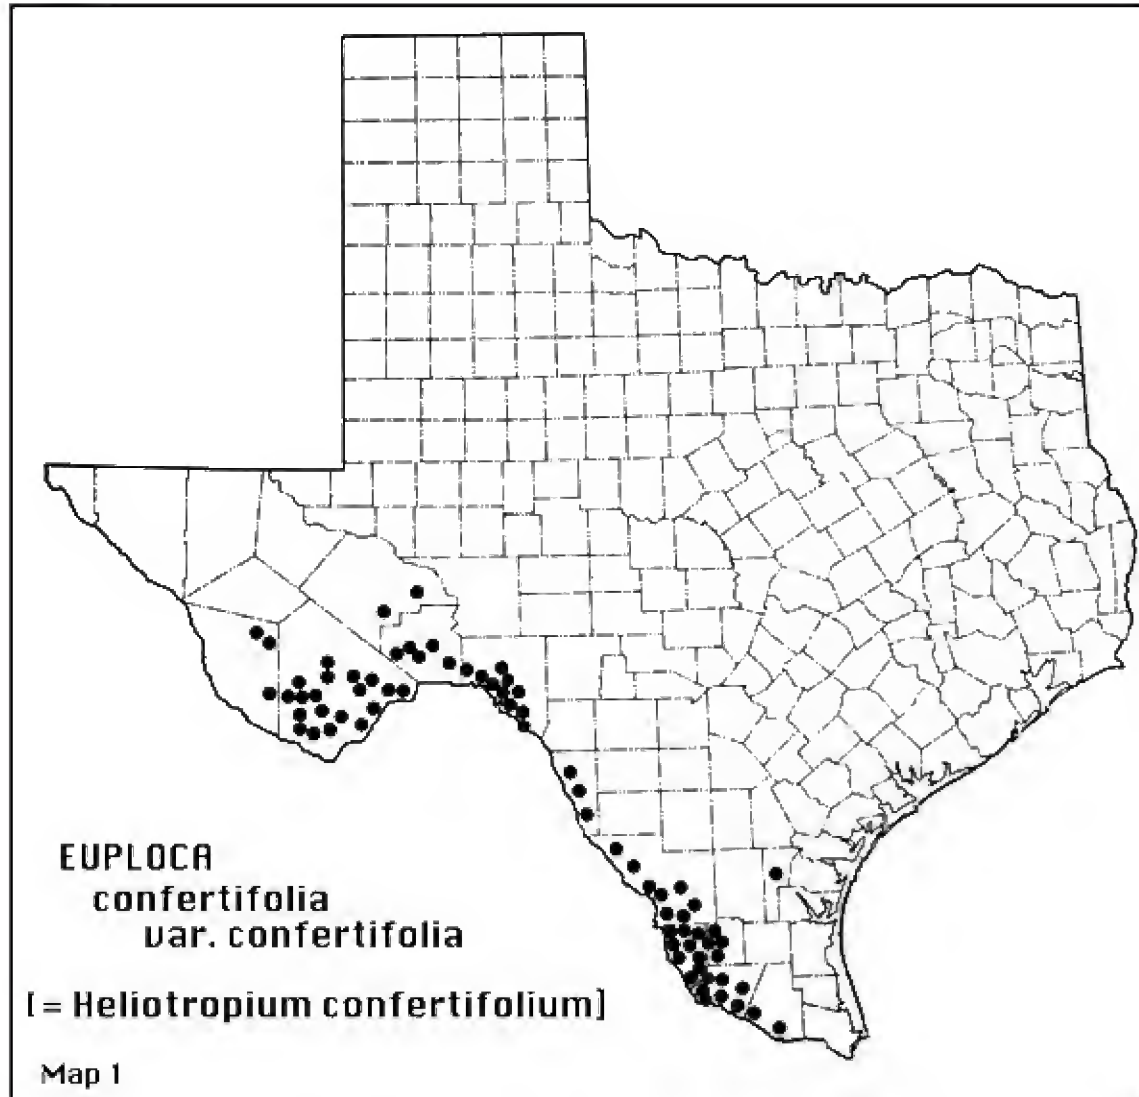 EUPLOCA
confertifolia
var. confertifolia
[= Heliotropium confertifolium]
Map 1